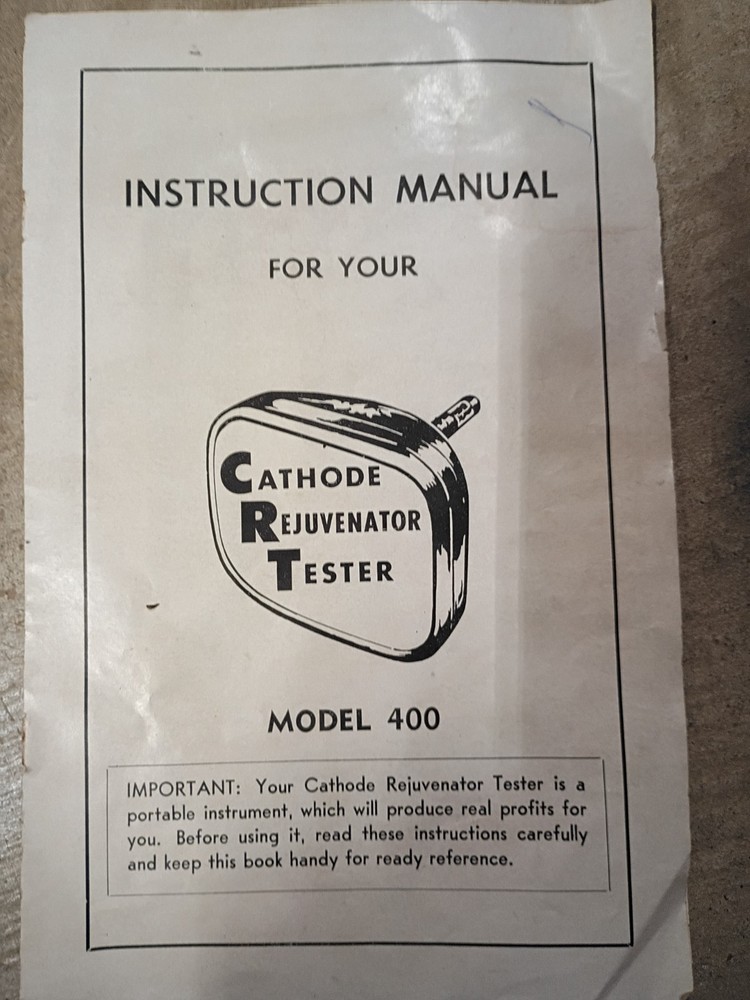 INSTRUCTION MANUAL
FOR YOUR
CATHODE
REJUVENATOR
TESTER
MODEL 400
IMPORTANT: Your Cathode Rejuvenator Tester is a
portable instrument, which will produce real profits for
you. Before using it, read these instructions carefully
and keep this book handy for ready reference.